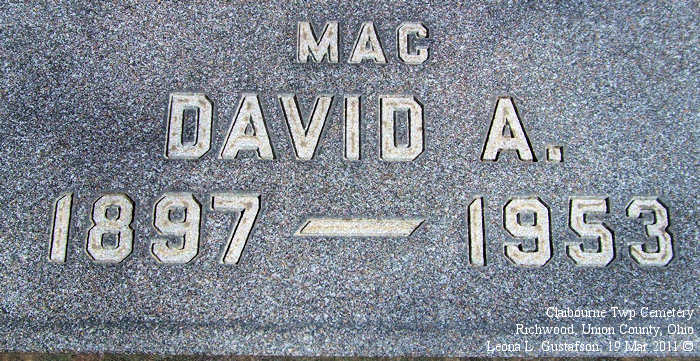 MAC
DAVID A.
1897 — 1953
Claibourne Twp Cemetery
Richwood, Union County, Ohio
Leona L. Gustafson, 19 Mar 2011 ©